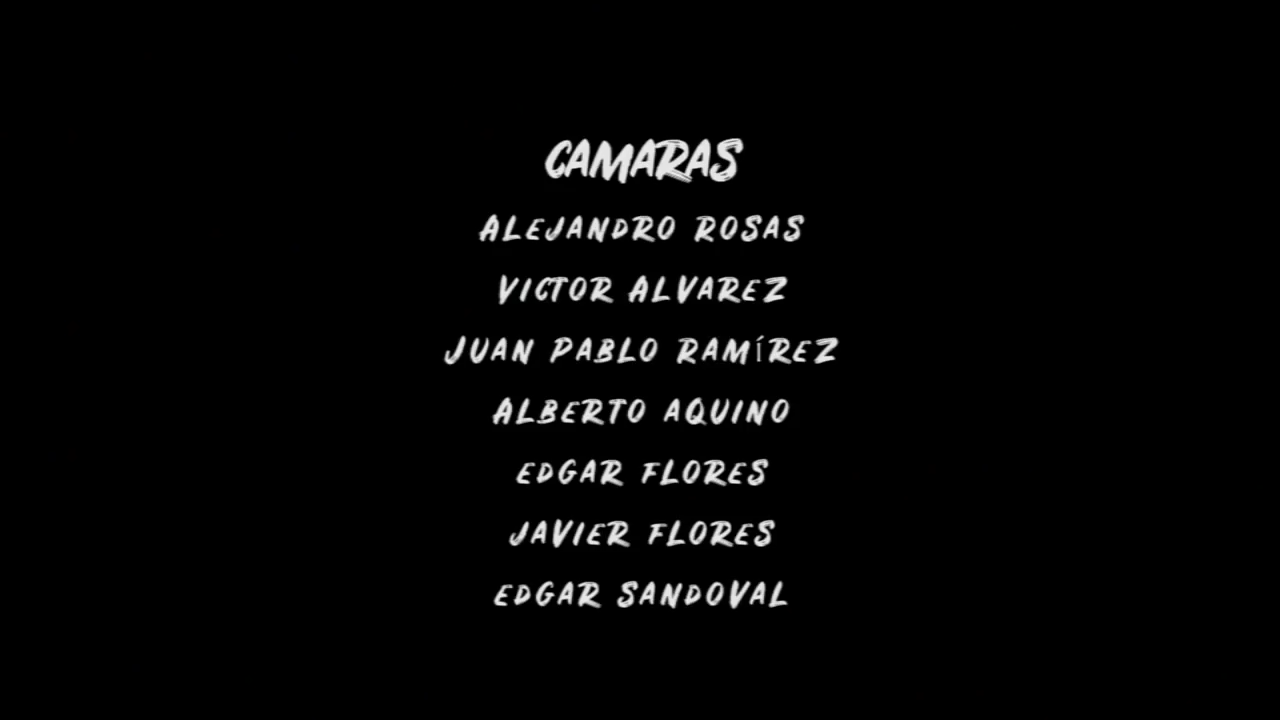 CAMARAS
ALEJANDRO ROSAS
VICTOR ALVAREZ
JUAN PABLO RAMÍREZ
ALBERTO AQUINO
EDGAR FLORES
JAVIER FLORES
EDGAR SANDOVAL